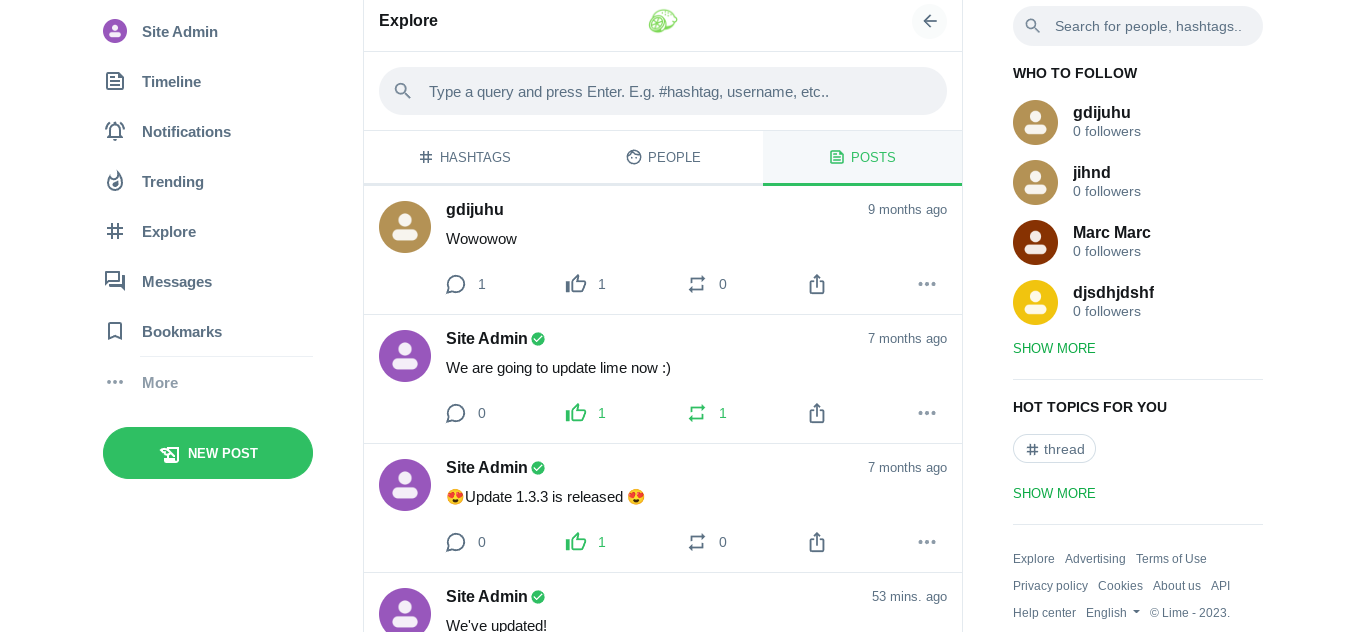 Site Admin
Timeline
Notifications
Trending
Explore
Messages
Bookmarks
More
NEW POST
Explore
Type a query and press Enter. E.g. #hashtag, username, etc..
HASHTAGS
PEOPLE
POSTS
gdijuhu 9 months ago
Wowowow
1 1 0
Site Admin 7 months ago
We are going to update lime now :)
0 1 1
Site Admin 7 months ago
😍Update 1.3.3 is released 😍
0 1 0
Site Admin 53 mins. ago
We've updated!
Search for people, hashtags..
WHO TO FOLLOW
gdijuhu
0 followers
jihnd
0 followers
Marc Marc
0 followers
djsdhjdshf
0 followers
SHOW MORE
HOT TOPICS FOR YOU
# thread
SHOW MORE
Explore Advertising Terms of Use
Privacy policy Cookies About us API
Help center English © Lime - 2023.